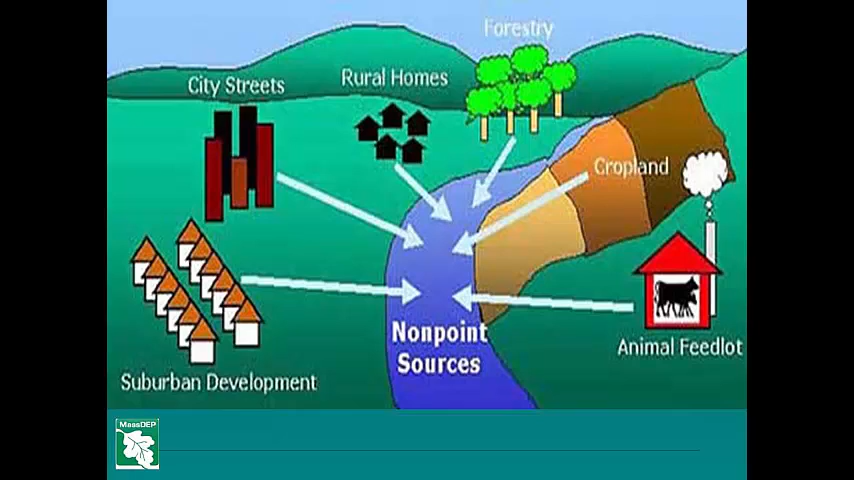 Forestry
City Streets
Rural Homes
Cropland
Nonpoint
Sources
Animal Feedlot
Suburban Development
MassDEP